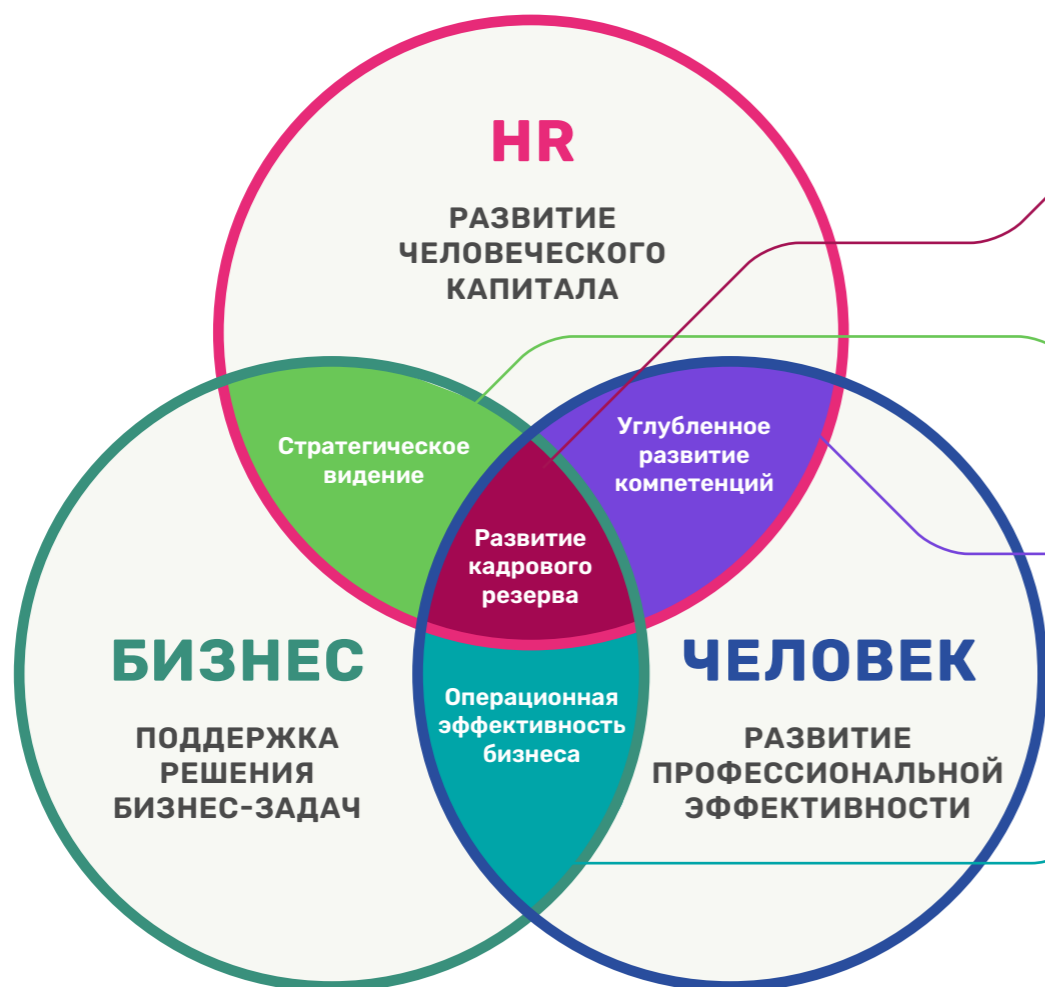 HR
РАЗВИТИЕ
ЧЕЛОВЕЧЕСКОГО
КАПИТАЛА
Стратегическое
видение
Углубленное
развитие
компетенций
Развитие
кадрового
резерва
БИЗНЕС
ПОДДЕРЖКА
РЕШЕНИЯ
БИЗНЕС-ЗАДАЧ
Операционная
эффективность
бизнеса
ЧЕЛОВЕК
РАЗВИТИЕ
ПРОФЕССИОНАЛЬНОЙ
ЭФФЕКТИВНОСТИ